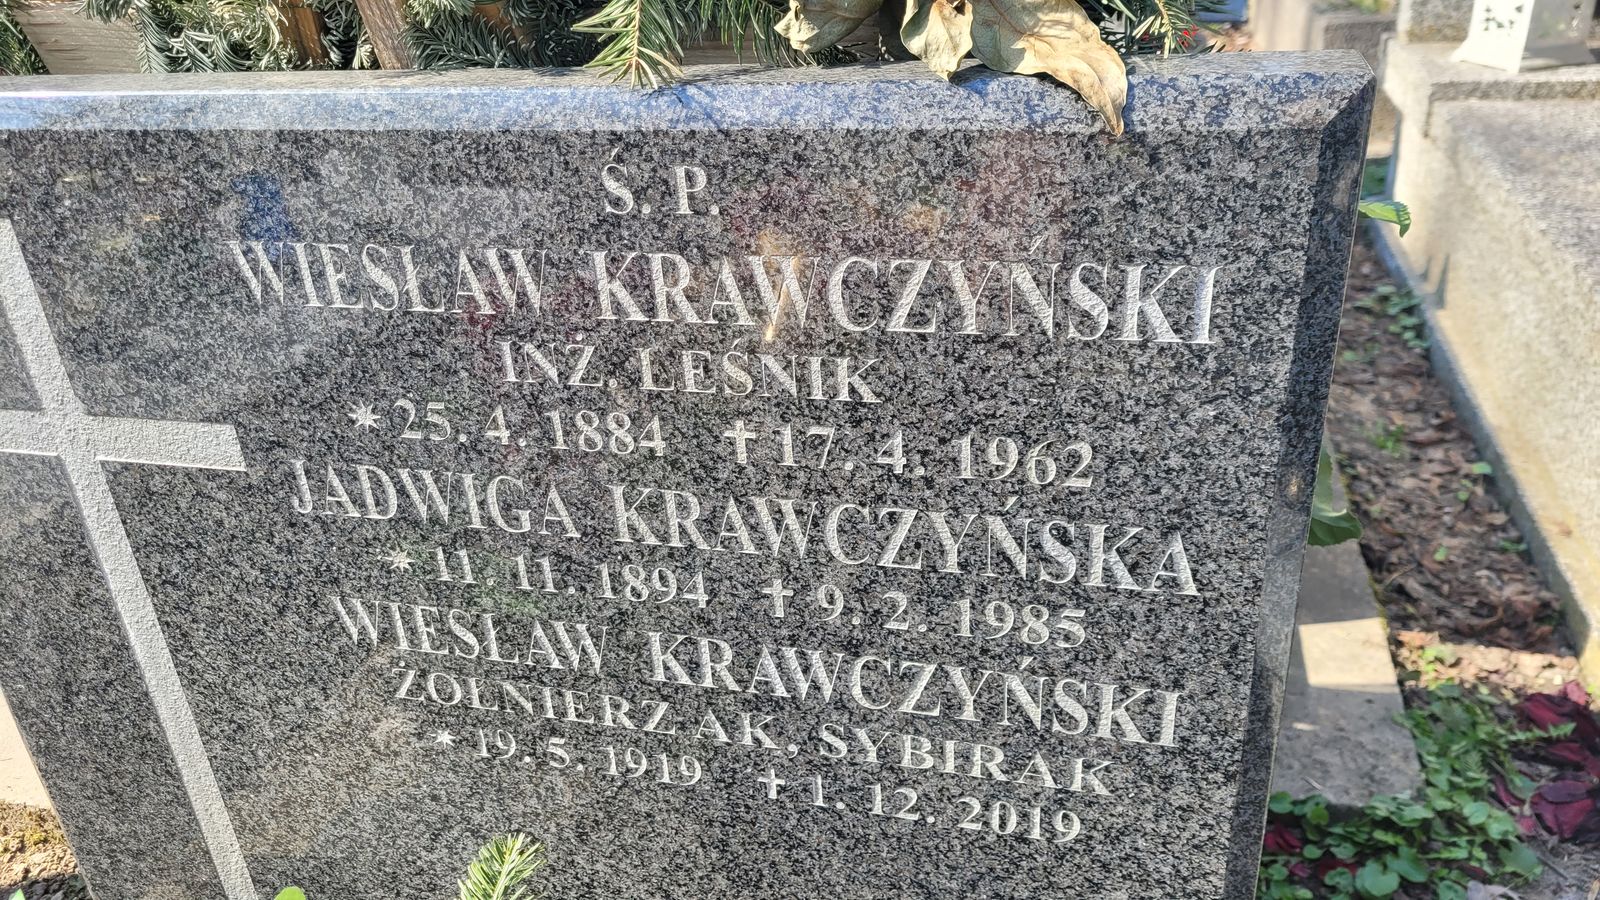 Ś. P.
WIESŁAW KRAWCZYŃSKI
INŻ. LEŚNIK
* 25. 4. 1884 † 17. 4. 1962
JADWIGA KRAWCZYŃSKA
* 11. 11. 1894 † 9. 2. 1985
WIESŁAW KRAWCZYŃSKI
ŻOŁNIERZ AK, SYBIRAK
* 19. 5. 1919 † 1. 12. 2019